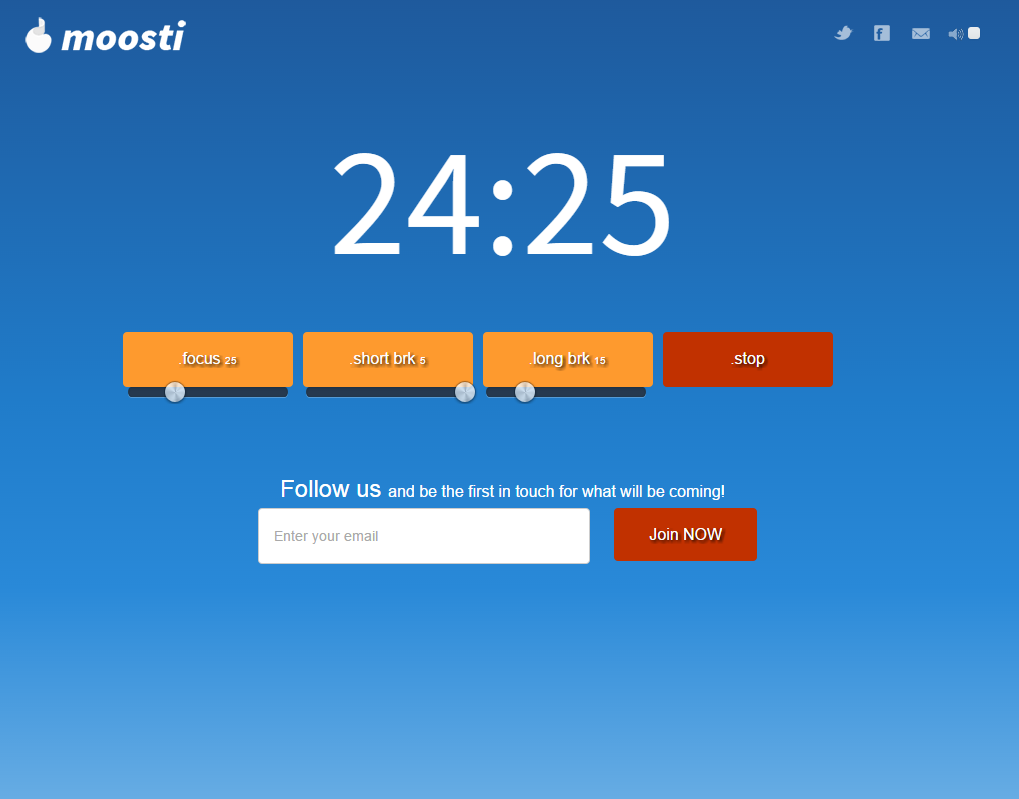 moosti
24:25
.focus 25
.short brk 5
.long brk 15
.stop
Follow us and be the first in touch for what will be coming!
Enter your email
Join NOW